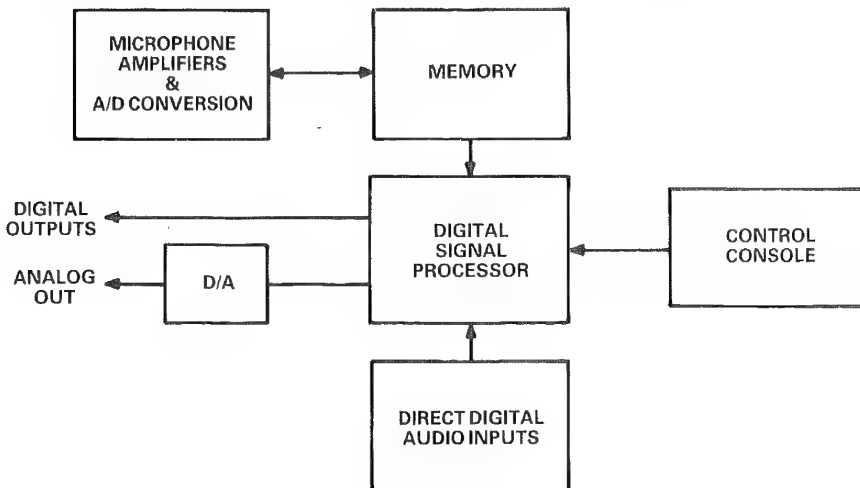 MICROPHONE
AMPLIFIERS
&
A/D CONVERSION
MEMORY
DIGITAL
OUTPUTS
ANALOG
OUT
D/A
DIGITAL
SIGNAL
PROCESSOR
CONTROL
CONSOLE
DIRECT DIGITAL
AUDIO INPUTS